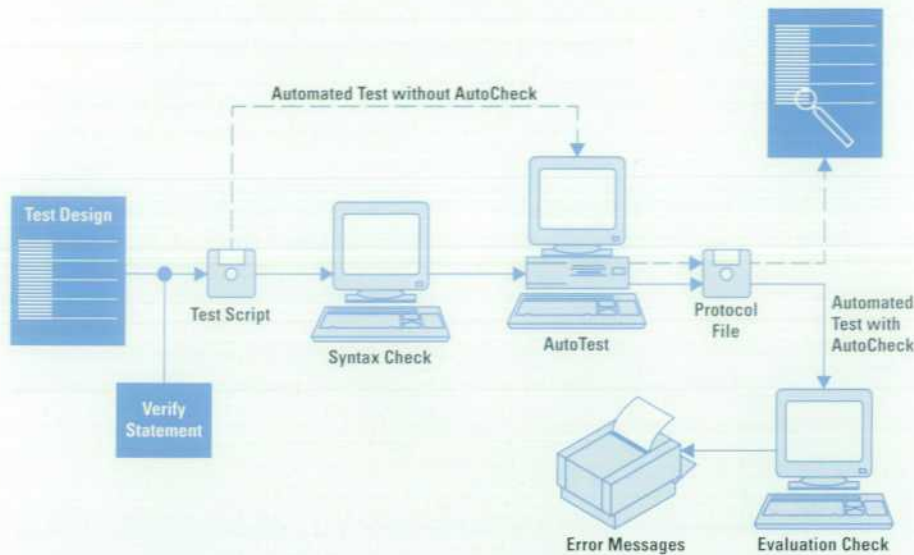 Automated Test without AutoCheck
Test Design
Test Script
Syntax Check
AutoTest
Protocol
File
Automated
Test with
AutoCheck
Verify
Statement
Error Messages
Evaluation Check